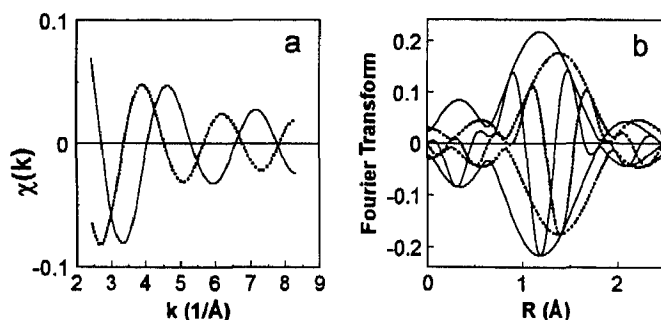 0.1
a
χ(k)
0
-0.1
2 3 4 5 6 7 8 9
k (1/Å)
0.2
b
Fourier Transform
0.1
0
-0.1
-0.2
0 1 2
R (Å)